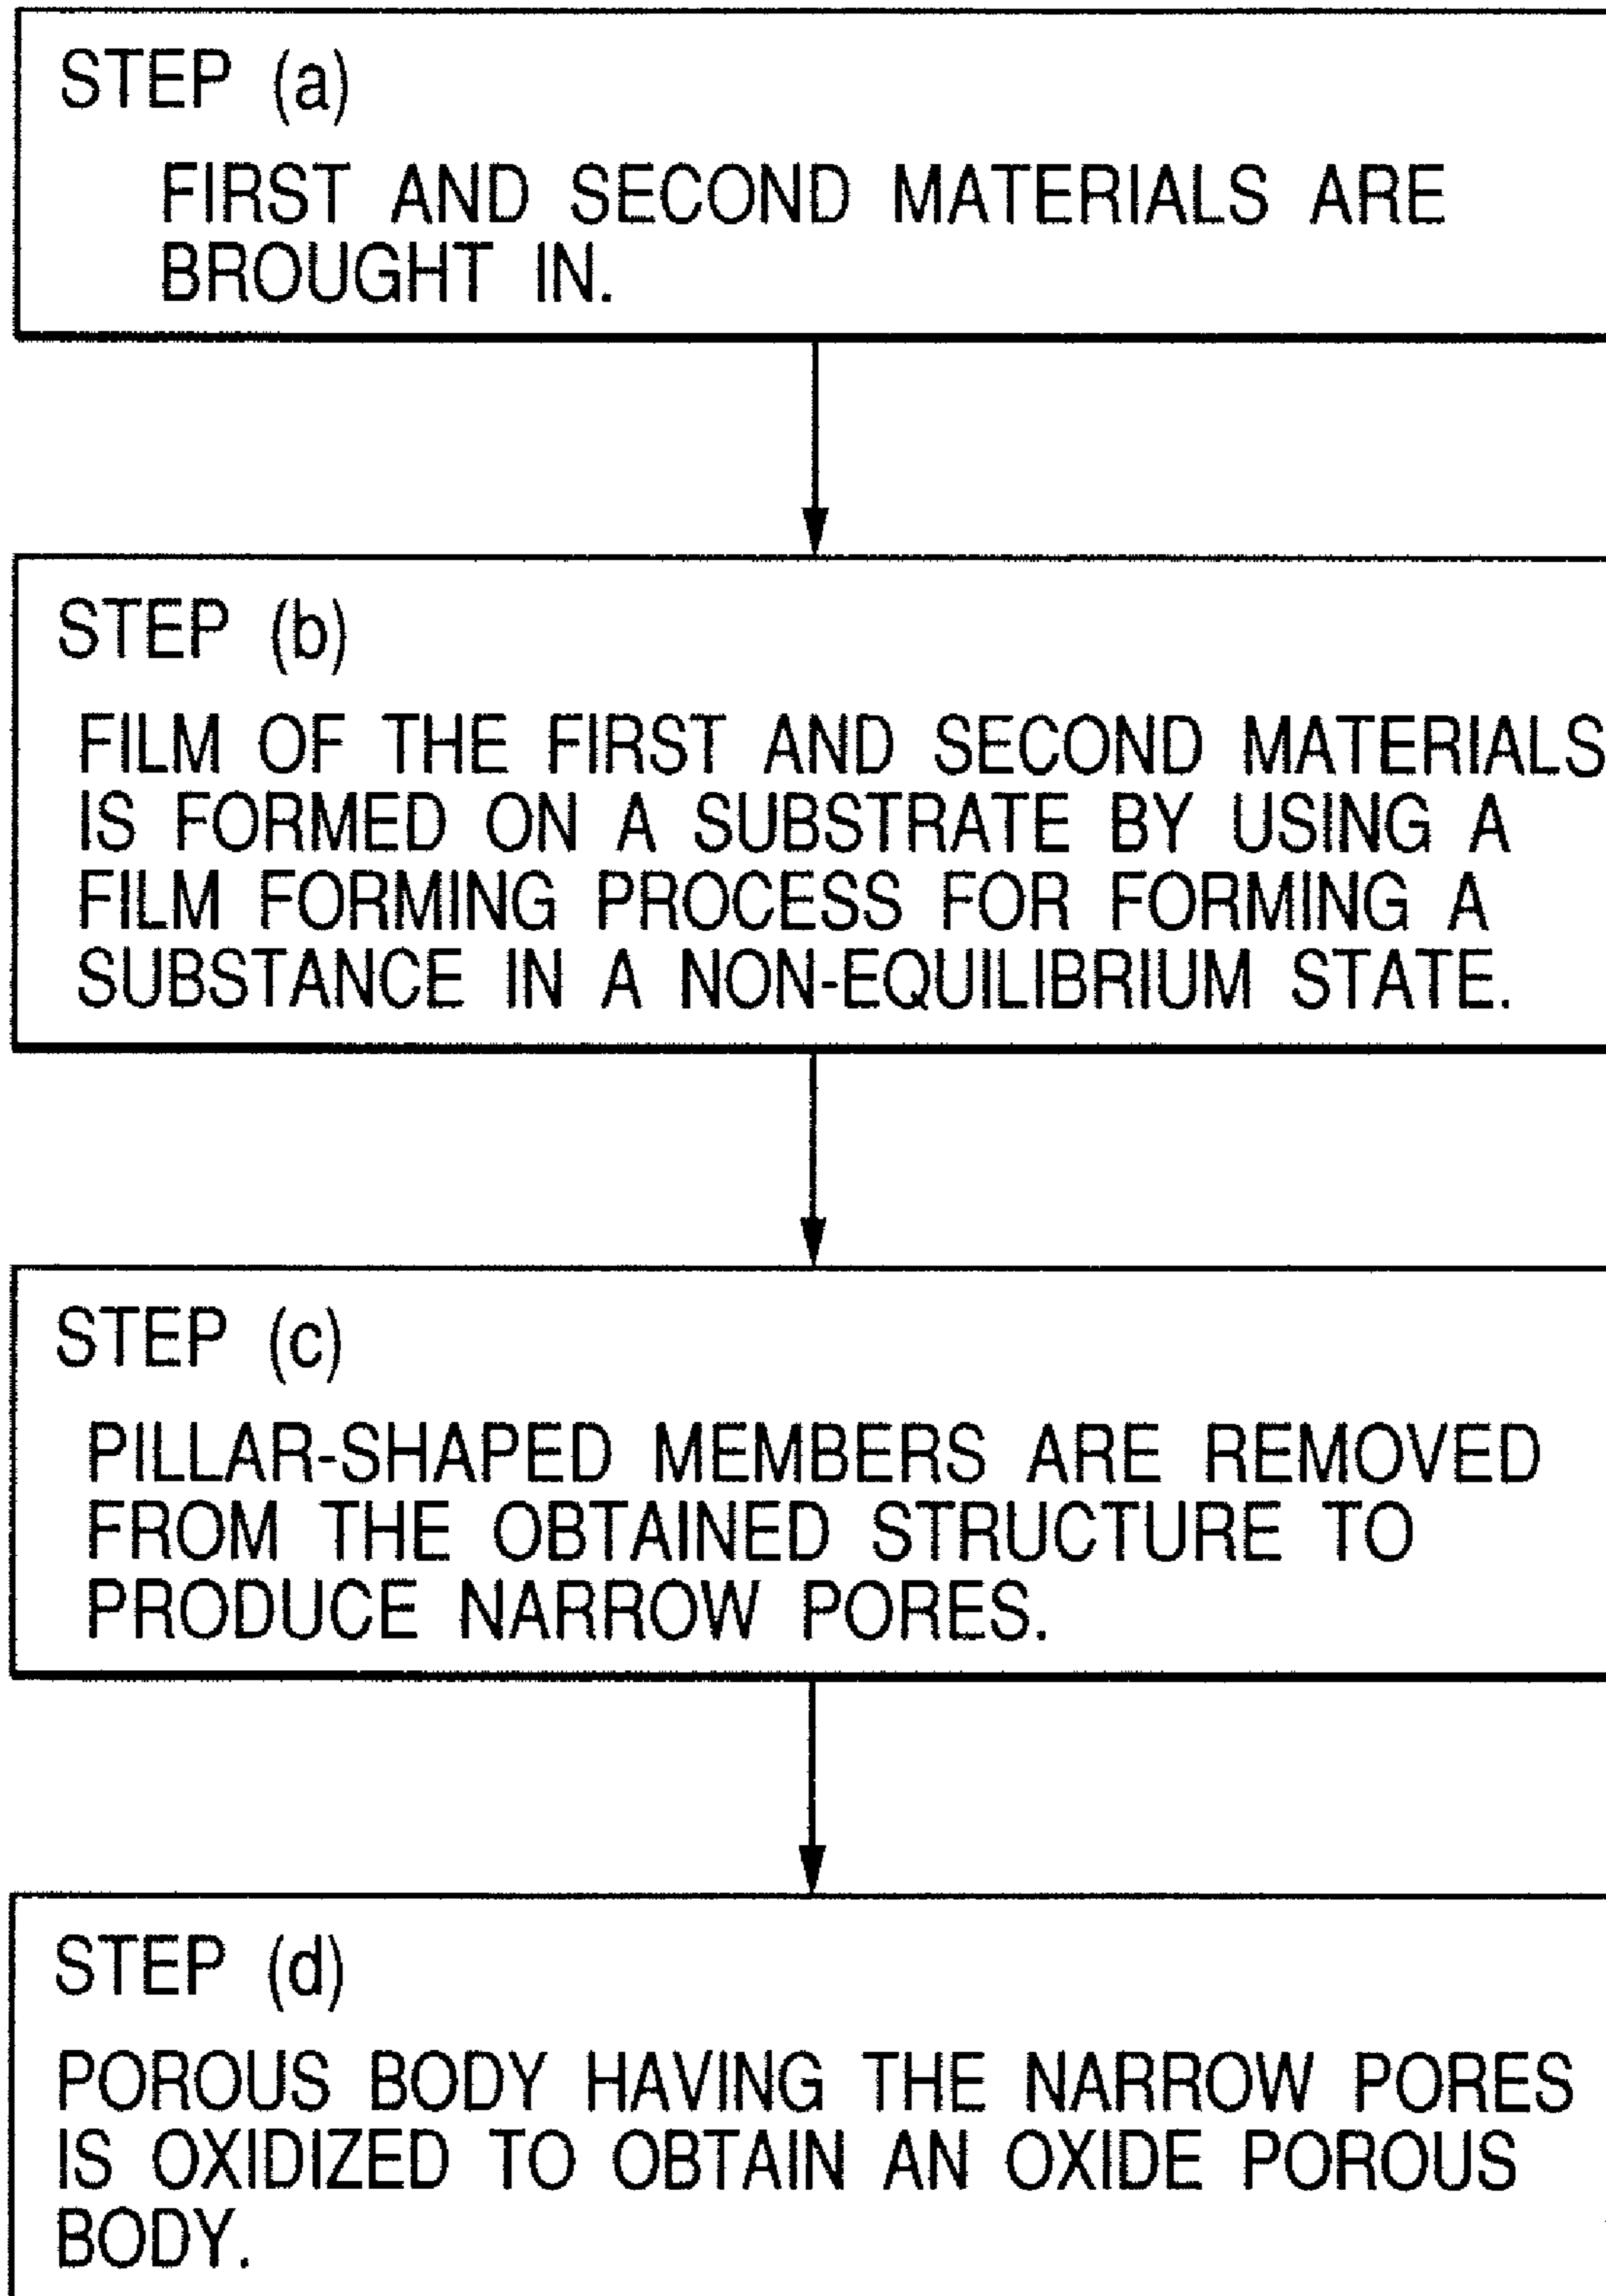 STEP (a)
FIRST AND SECOND MATERIALS ARE
BROUGHT IN.
STEP (b)
FILM OF THE FIRST AND SECOND MATERIALS
IS FORMED ON A SUBSTRATE BY USING A
FILM FORMING PROCESS FOR FORMING A
SUBSTANCE IN A NON-EQUILIBRIUM STATE.
STEP (c)
PILLAR-SHAPED MEMBERS ARE REMOVED
FROM THE OBTAINED STRUCTURE TO
PRODUCE NARROW PORES.
STEP (d)
POROUS BODY HAVING THE NARROW PORES
IS OXIDIZED TO OBTAIN AN OXIDE POROUS
BODY.